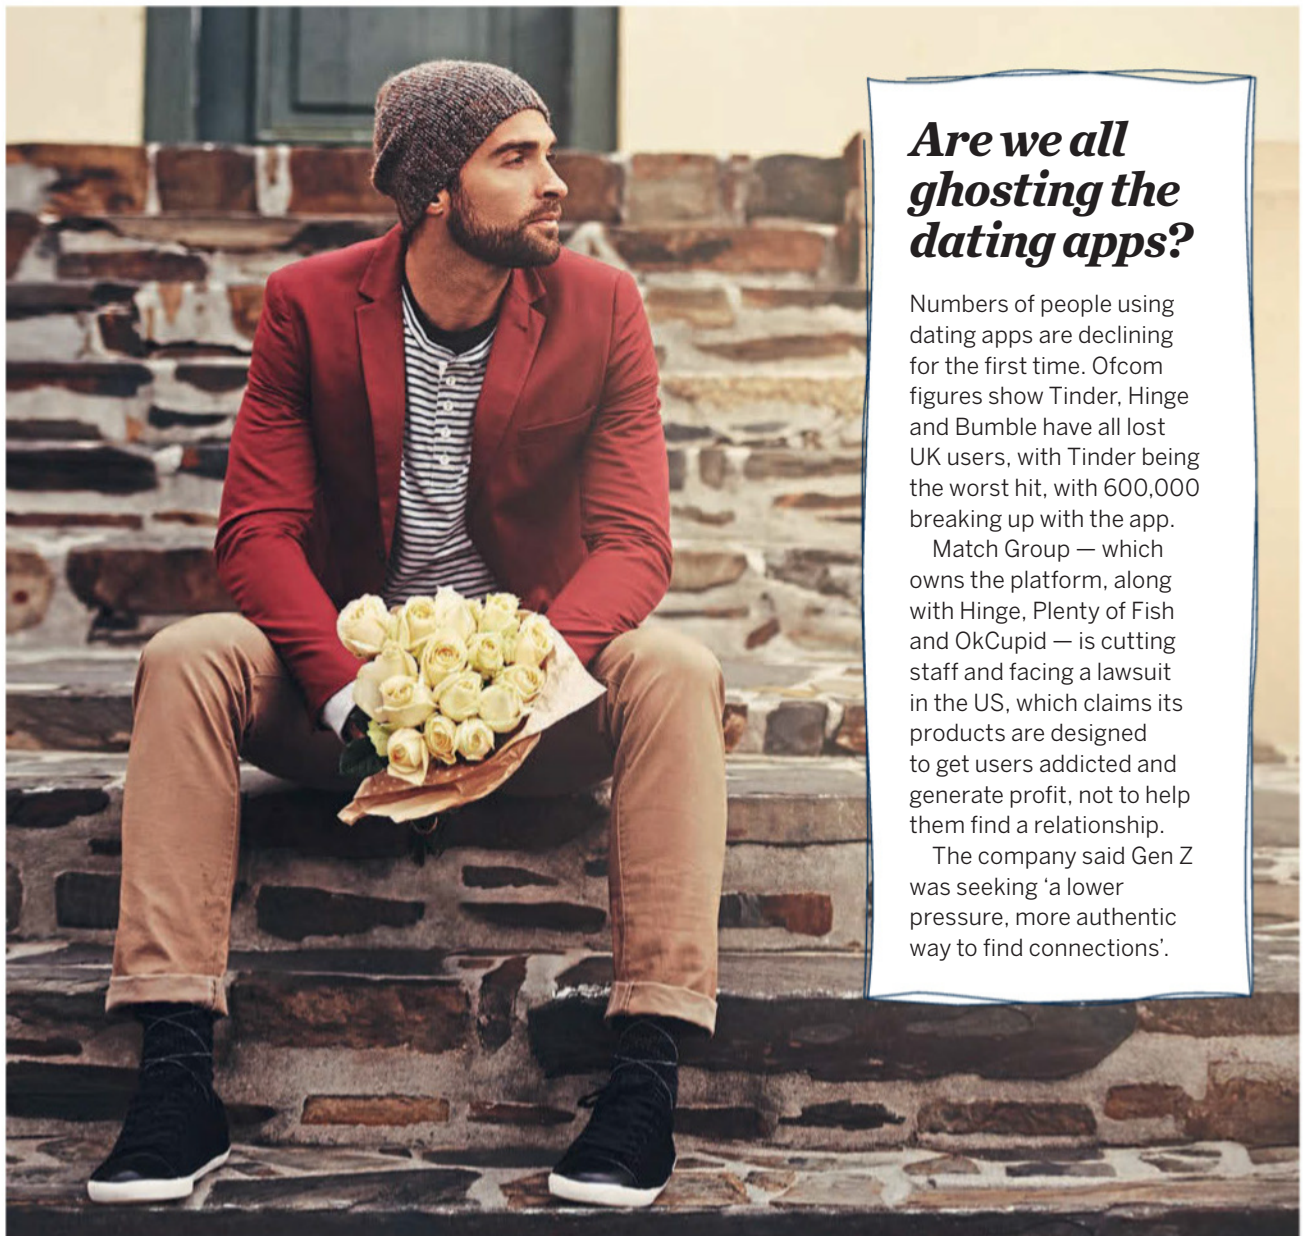 Are we all
ghosting the
dating apps?
Numbers of people using
dating apps are declining
for the first time. Ofcom
figures show Tinder, Hinge
and Bumble have all lost
UK users, with Tinder being
the worst hit, with 600,000
breaking up with the app.
Match Group — which
owns the platform, along
with Hinge, Plenty of Fish
and OkCupid — is cutting
staff and facing a lawsuit
in the US, which claims its
products are designed
to get users addicted and
generate profit, not to help
them find a relationship.
The company said Gen Z
was seeking ‘a lower
pressure, more authentic
way to find connections’.